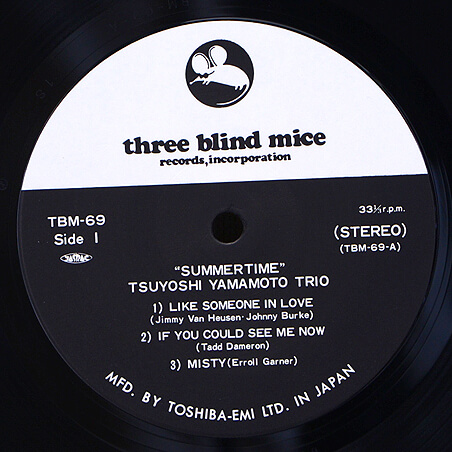 three blind mice
records, incorporation
TBM-69
Side 1
33⅓ r.p.m.
(STEREO)
(TBM-69-A)
JASRAC
"SUMMERTIME"
TSUYOSHI YAMAMOTO TRIO
1) LIKE SOMEONE IN LOVE
(Jimmy Van Heusen-Johnny Burke)
2) IF YOU COULD SEE ME NOW
(Tadd Dameron)
3) MISTY (Erroll Garner)
MFD. BY TOSHIBA-EMI LTD. IN JAPAN